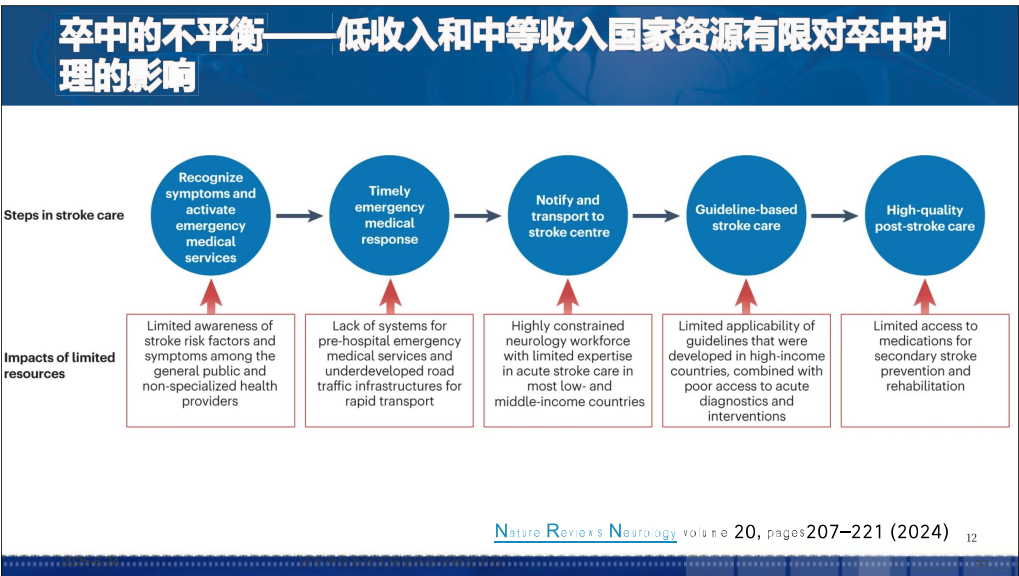 卒中的不平衡——低收入和中等收入国家资源有限对卒中护
理的影响
Steps in stroke care
Recognize
symptoms and
activate
emergency
medical
services
Timely
emergency
medical
response
Notify and
transport to
stroke centre
Guideline-based
stroke care
High-quality
post-stroke care
Impacts of limited
resources
Limited awareness of
stroke risk factors and
symptoms among the
general public and
non-specialized health
providers
Lack of systems for
pre-hospital emergency
medical services and
underdeveloped road
traffic infrastructures for
rapid transport
Highly constrained
neurology workforce
with limited expertise
in acute stroke care in
most low- and
middle-income countries
Limited applicability of
guidelines that were
developed in high-income
countries, combined with
poor access to acute
diagnostics and
interventions
Limited access to
medications for
secondary stroke
prevention and
rehabilitation
Nature Reviews Neurology volume 20, pages207–221 (2024)
12